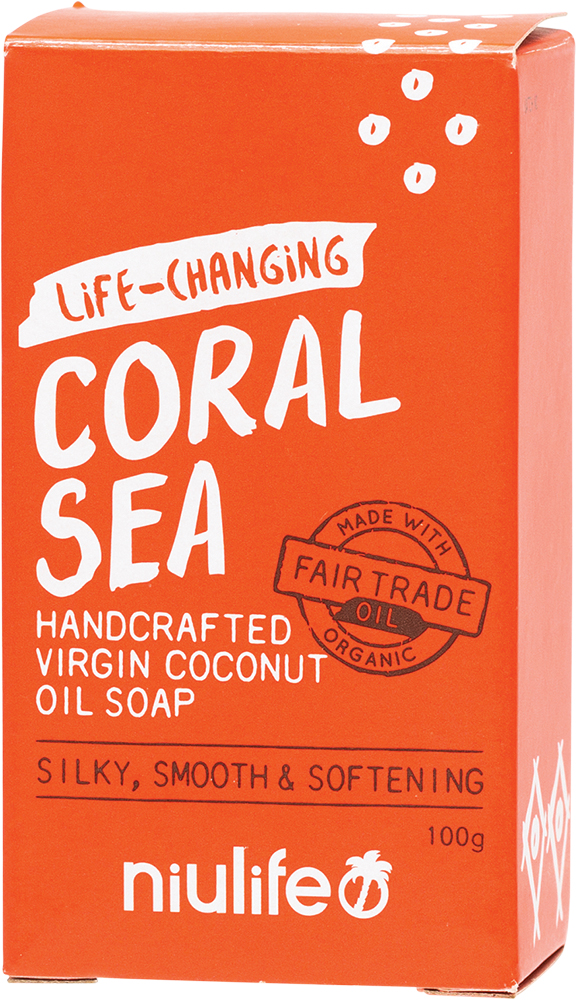 LiFE-CHANGiNG
CORAL
SEA
HANDCRAFTED
VIRGIN COCONUT
OIL SOAP
MADE WITH
FAIR TRADE
OIL
ORGANIC
SILKY, SMOOTH & SOFTENING
100g
niulife